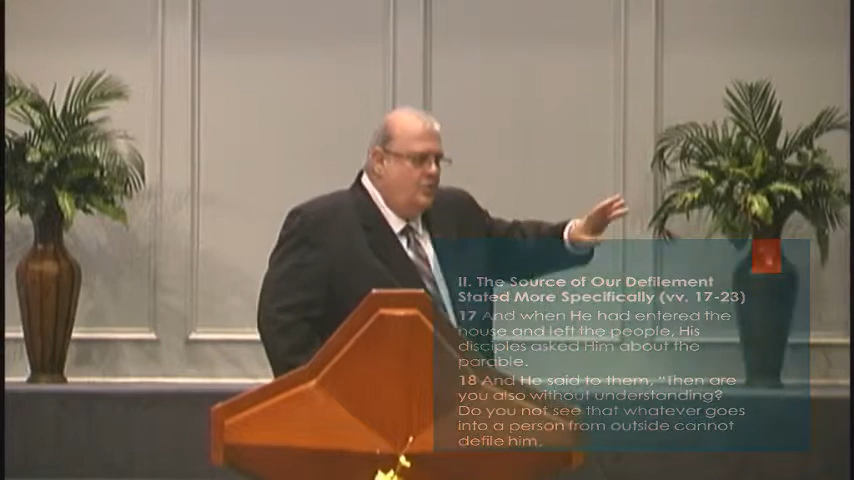 II. The Source of Our Defilement
Stated More Specifically (vv. 17-23)
17 And when He had entered the
house and left the people, His
disciples asked Him about the
parable.
18 And He said to them, "Then are
you also without understanding?
Do you not see that whatever goes
into a person from outside cannot
defile him,